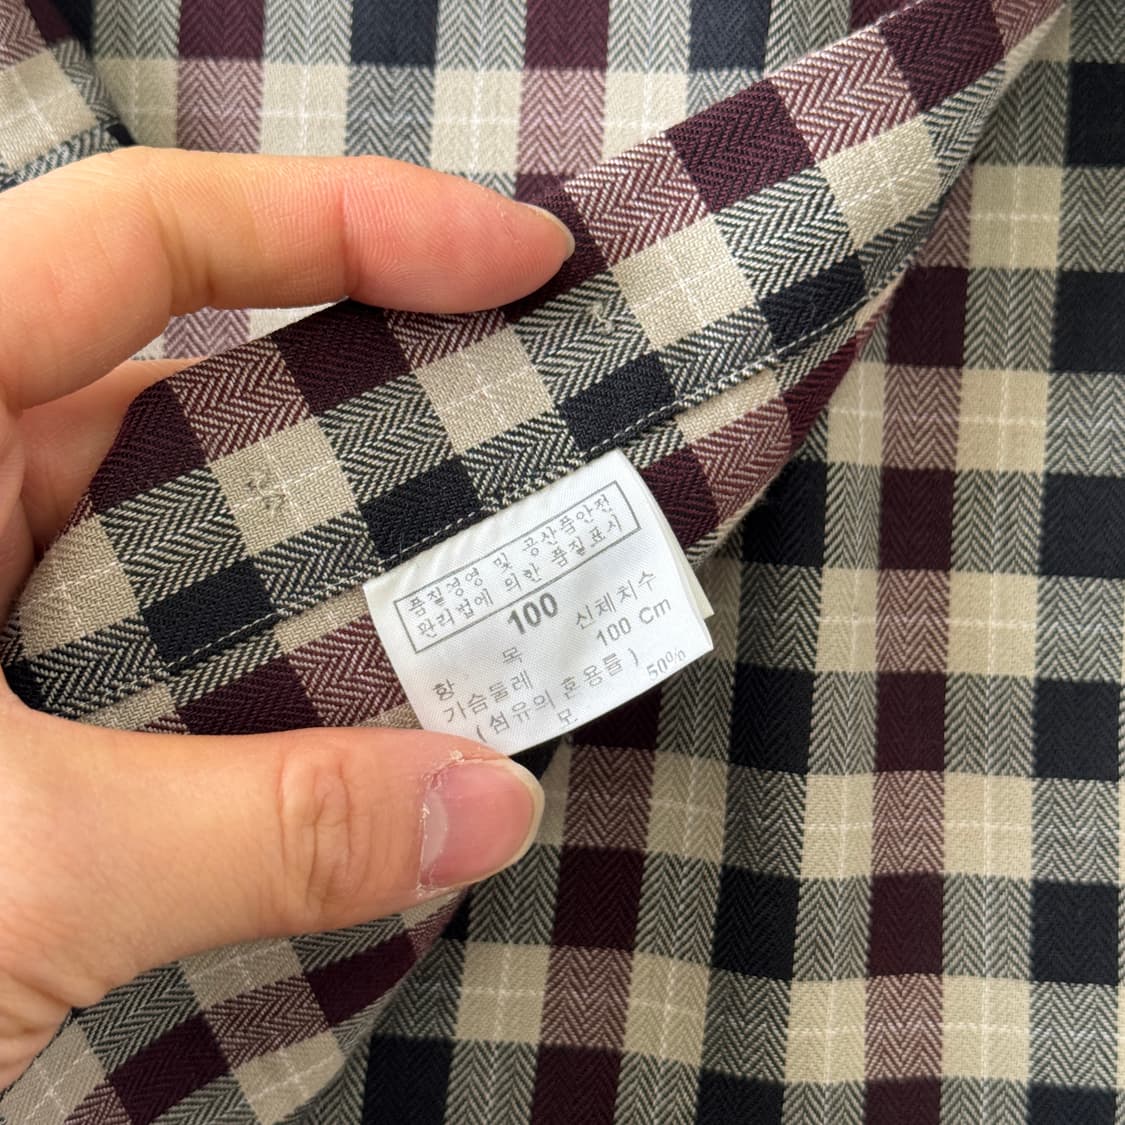 품질경영 및 공산품안전
관리법에 의한 품질표시
100
항 목 신체치수
가슴둘레 100 Cm
(섬유의 혼용률)
모 50%